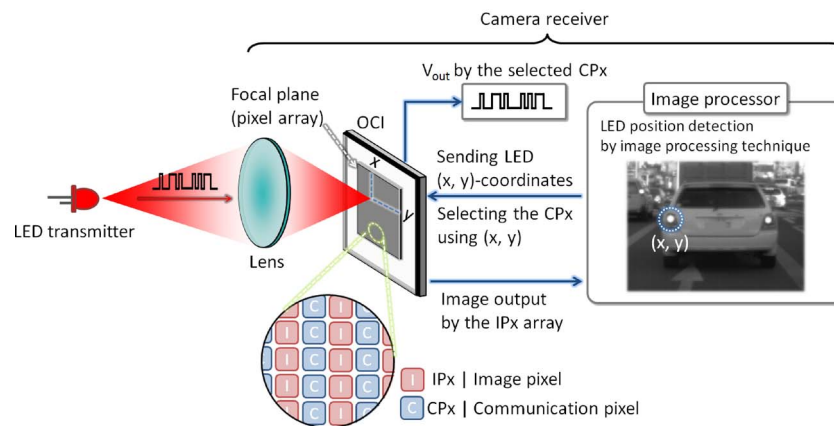 Camera receiver
V_out by the selected CPx
Focal plane
(pixel array)
OCI
Image processor
LED position detection
by image processing technique
x
y
Sending LED
(x, y)-coordinates
Selecting the CPx
using (x, y)
(x, y)
LED transmitter
Lens
Image output
by the IPx array
I C I
C I C I C
C I C I C I
C I C I C I
C I C I C
I C I C
I IPx | Image pixel
C CPx | Communication pixel